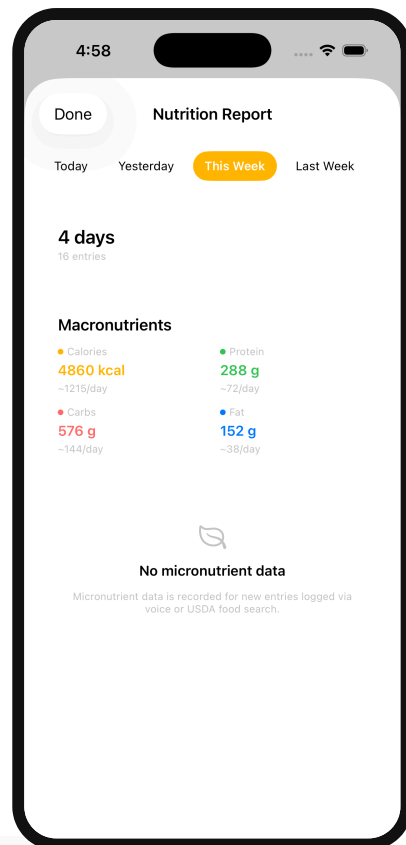 4:58
Done
Nutrition Report
Today Yesterday This Week Last Week
4 days
16 entries
Macronutrients
Calories Protein
4860 kcal 288 g
~1215/day ~72/day
Carbs Fat
576 g 152 g
~144/day ~38/day
No micronutrient data
Micronutrient data is recorded for new entries logged via
voice or USDA food search.